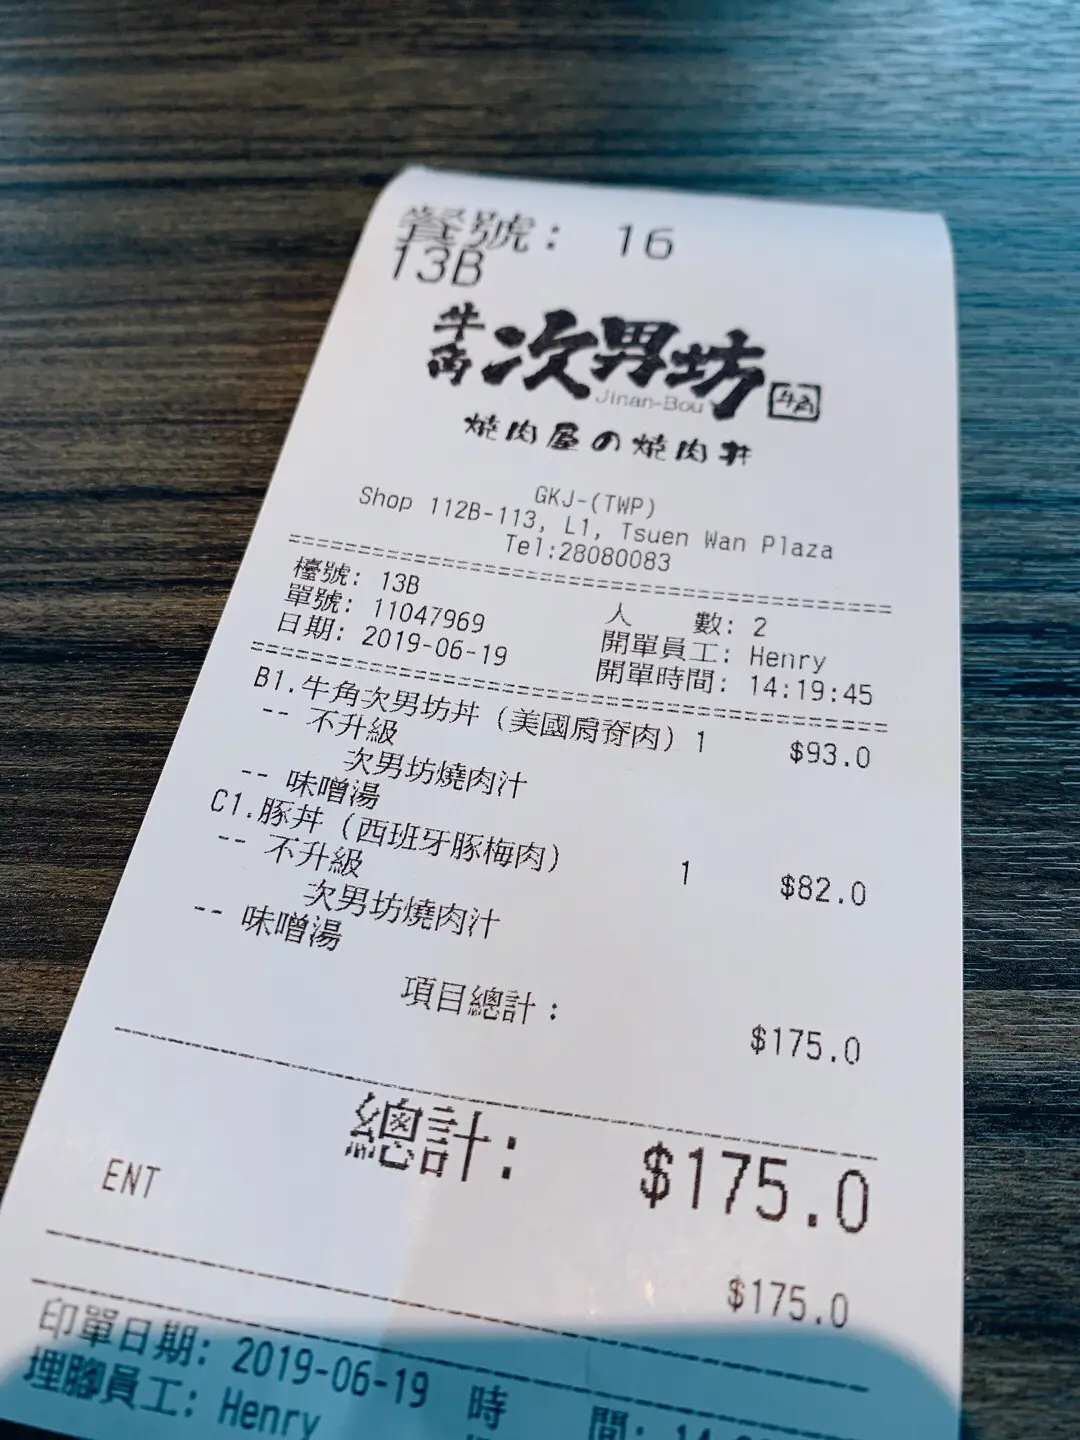 餐號: 16
13B
牛角 次男坊 牛角
Jinan-Bou
燒肉屋の燒肉丼
GKJ-(TWP)
Shop 112B-113, L1, Tsuen Wan Plaza
Tel:28080083
檯號: 13B 人 數: 2
單號: 11047969 開單員工: Henry
日期: 2019-06-19 開單時間: 14:19:45
B1.牛角次男坊丼 (美國肩脊肉) 1 $93.0
-- 不升級
次男坊燒肉汁
-- 味噌湯
C1.豚丼 (西班牙豚梅肉) 1 $82.0
-- 不升級
次男坊燒肉汁
-- 味噌湯
項目總計: $175.0
總計: $175.0
ENT $175.0
印單日期: 2019-06-19 時 間: 14
埋腳員工: Henry